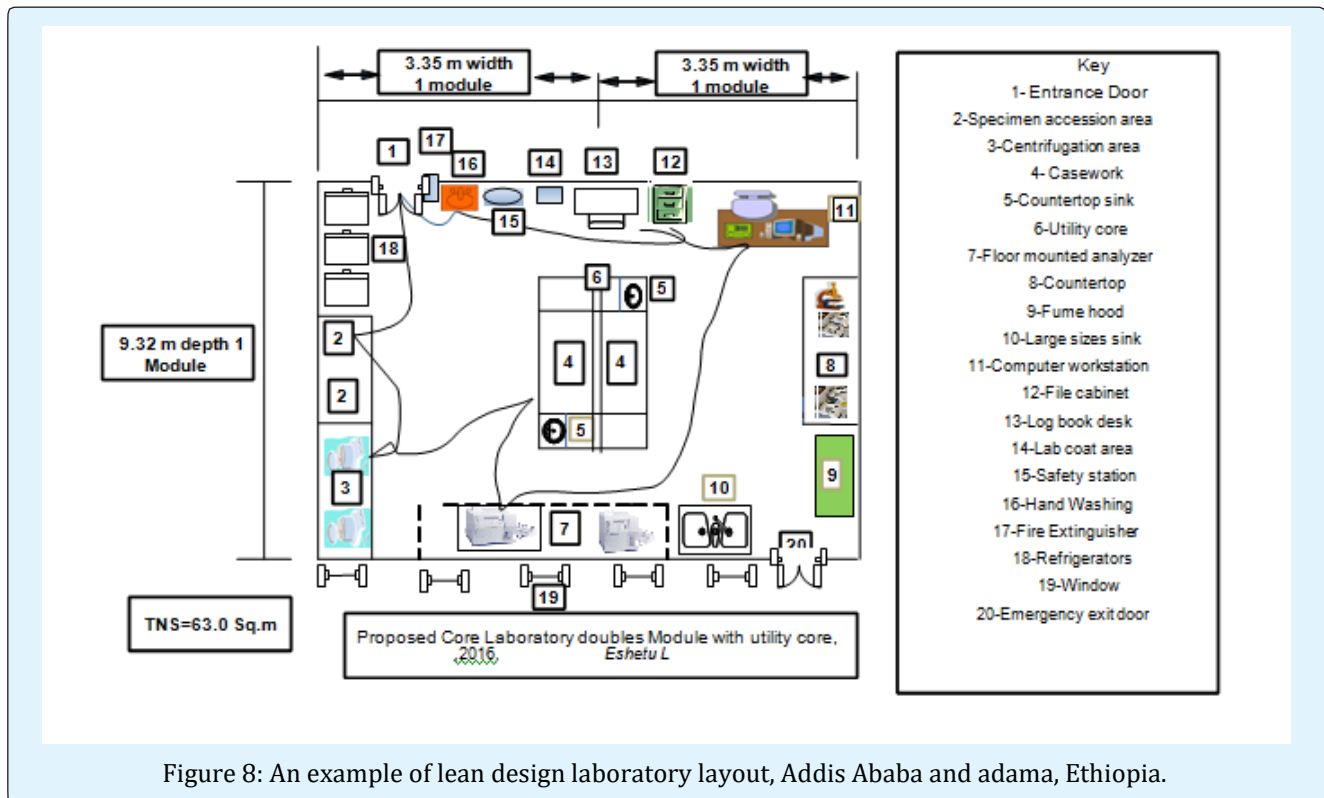 3.35 m width
1 module
3.35 m width
1 module
1
17
16
14
13
12
15
11
18
6
5
9.32 m depth 1
Module
2
4
4
8
2
5
3
7
10
9
20
19
TNS=63.0 Sq.m
Proposed Core Laboratory doubles Module with utility core,
,2016, Eshetu L
Key
1- Entrance Door
2-Specimen accession area
3-Centrifugation area
4- Casework
5-Countertop sink
6-Utility core
7-Floor mounted analyzer
8-Countertop
9-Fume hood
10-Large sizes sink
11-Computer workstation
12-File cabinet
13-Log book desk
14-Lab coat area
15-Safety station
16-Hand Washing
17-Fire Extinguisher
18-Refrigerators
19-Window
20-Emergency exit door
Figure 8: An example of lean design laboratory layout, Addis Ababa and adama, Ethiopia.